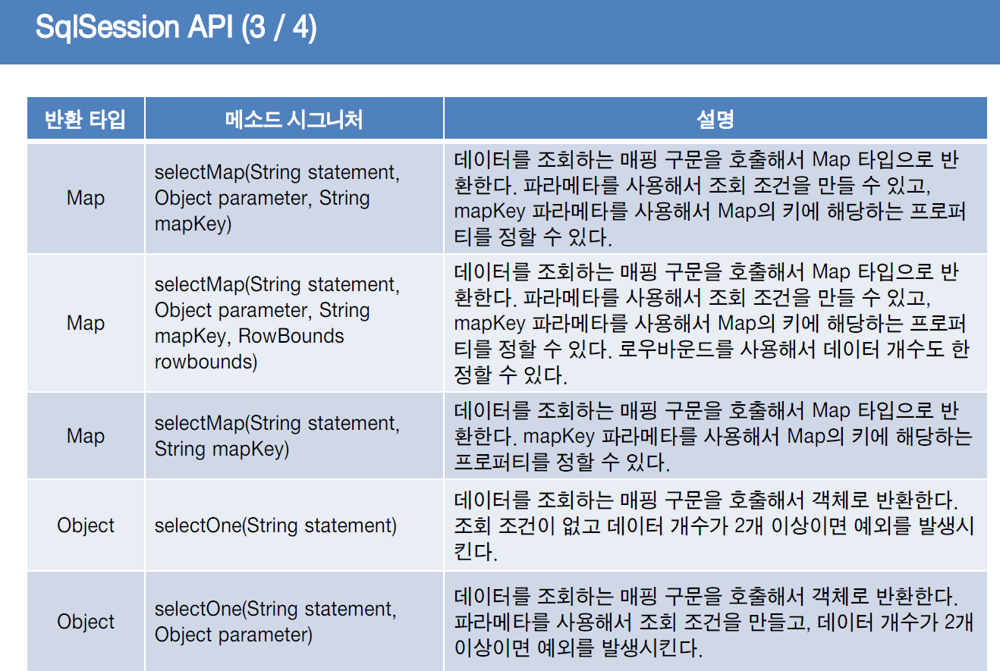 SqlSession API (3 / 4)
반환 타입
메소드 시그니처
설명
Map
selectMap(String statement,
Object parameter, String
mapKey)
데이터를 조회하는 매핑 구문을 호출해서 Map 타입으로 반
환한다. 파라메타를 사용해서 조회 조건을 만들 수 있고,
mapKey 파라메타를 사용해서 Map의 키에 해당하는 프로퍼
티를 정할 수 있다.
Map
selectMap(String statement,
Object parameter, String
mapKey, RowBounds
rowbounds)
데이터를 조회하는 매핑 구문을 호출해서 Map 타입으로 반
환한다. 파라메타를 사용해서 조회 조건을 만들 수 있고,
mapKey 파라메타를 사용해서 Map의 키에 해당하는 프로퍼
티를 정할 수 있다. 로우바운드를 사용해서 데이터 개수도 한
정할 수 있다.
Map
selectMap(String statement,
String mapKey)
데이터를 조회하는 매핑 구문을 호출해서 Map 타입으로 반
환한다. mapKey 파라메타를 사용해서 Map의 키에 해당하는
프로퍼티를 정할 수 있다.
Object
selectOne(String statement)
데이터를 조회하는 매핑 구문을 호출해서 객체로 반환한다.
조회 조건이 없고 데이터 개수가 2개 이상이면 예외를 발생시
킨다.
Object
selectOne(String statement,
Object parameter)
데이터를 조회하는 매핑 구문을 호출해서 객체로 반환한다.
파라메타를 사용해서 조회 조건을 만들고, 데이터 개수가 2개
이상이면 예외를 발생시킨다.